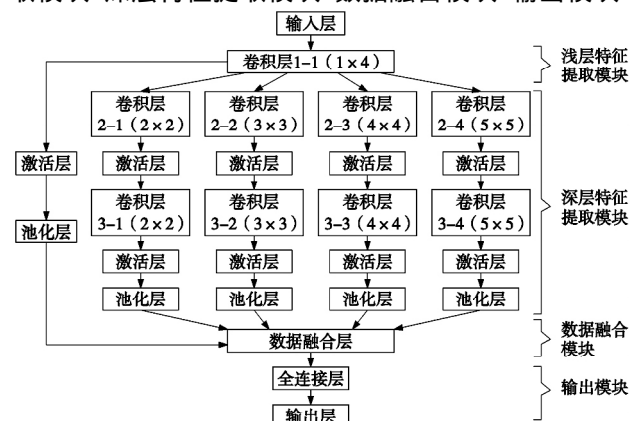 输入层
卷积层1-1（1×4）
浅层特征
提取模块
卷积层
2-1（2×2）
卷积层
2-2（3×3）
卷积层
2-3（4×4）
卷积层
2-4（5×5）
激活层
激活层
激活层
激活层
激活层
卷积层
3-1（2×2）
卷积层
3-2（3×3）
卷积层
3-3（4×4）
卷积层
3-4（5×5）
深层特征
提取模块
池化层
激活层
激活层
激活层
激活层
池化层
池化层
池化层
池化层
数据融合层
数据融合
模块
全连接层
输出模块
输出层